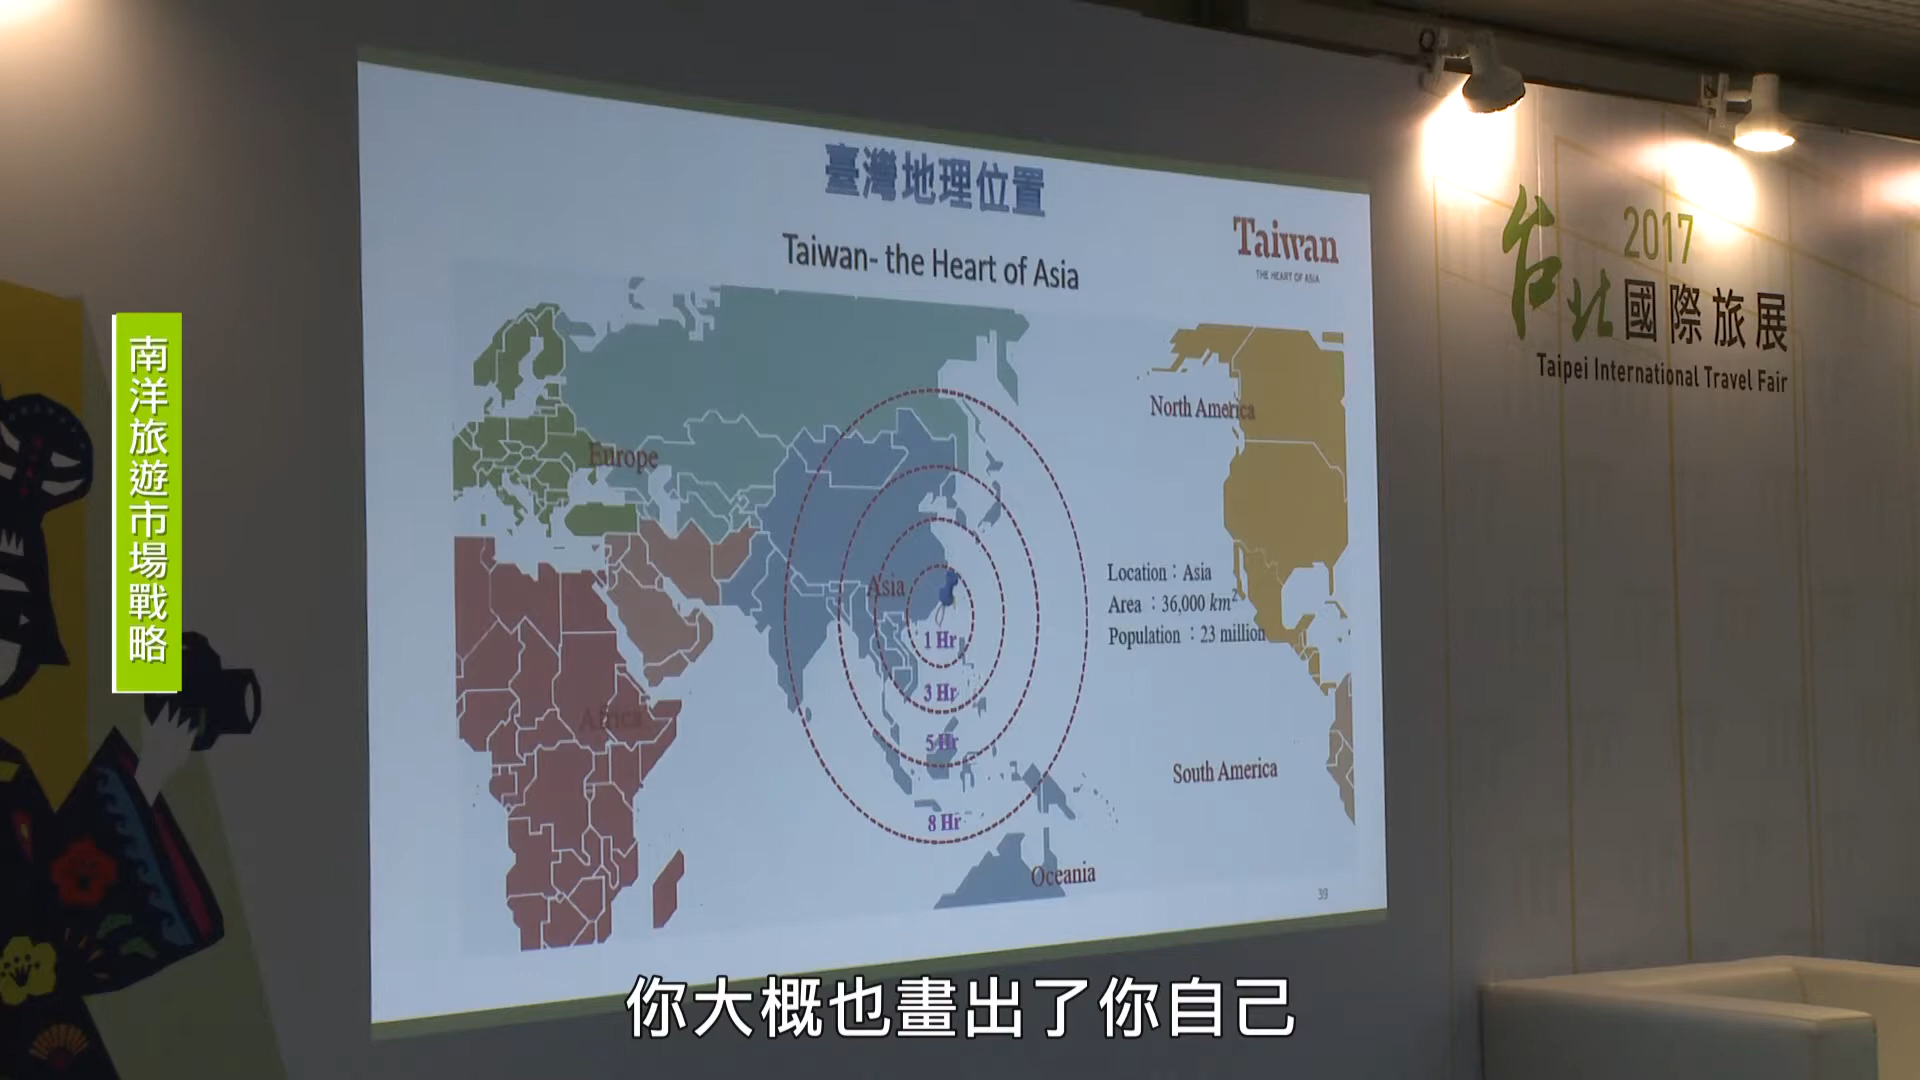 臺灣地理位置
Taiwan- the Heart of Asia
Taiwan
THE HEART OF ASIA
Europe
North America
Asia
Location：Asia
Area ：36,000 km²
Population ：23 million
1 Hr
3 Hr
5 Hr
8 Hr
Africa
South America
Oceania
39
2017
台北國際旅展
Taipei International Travel Fair
南洋旅遊市場戰略
你大概也畫出了你自己